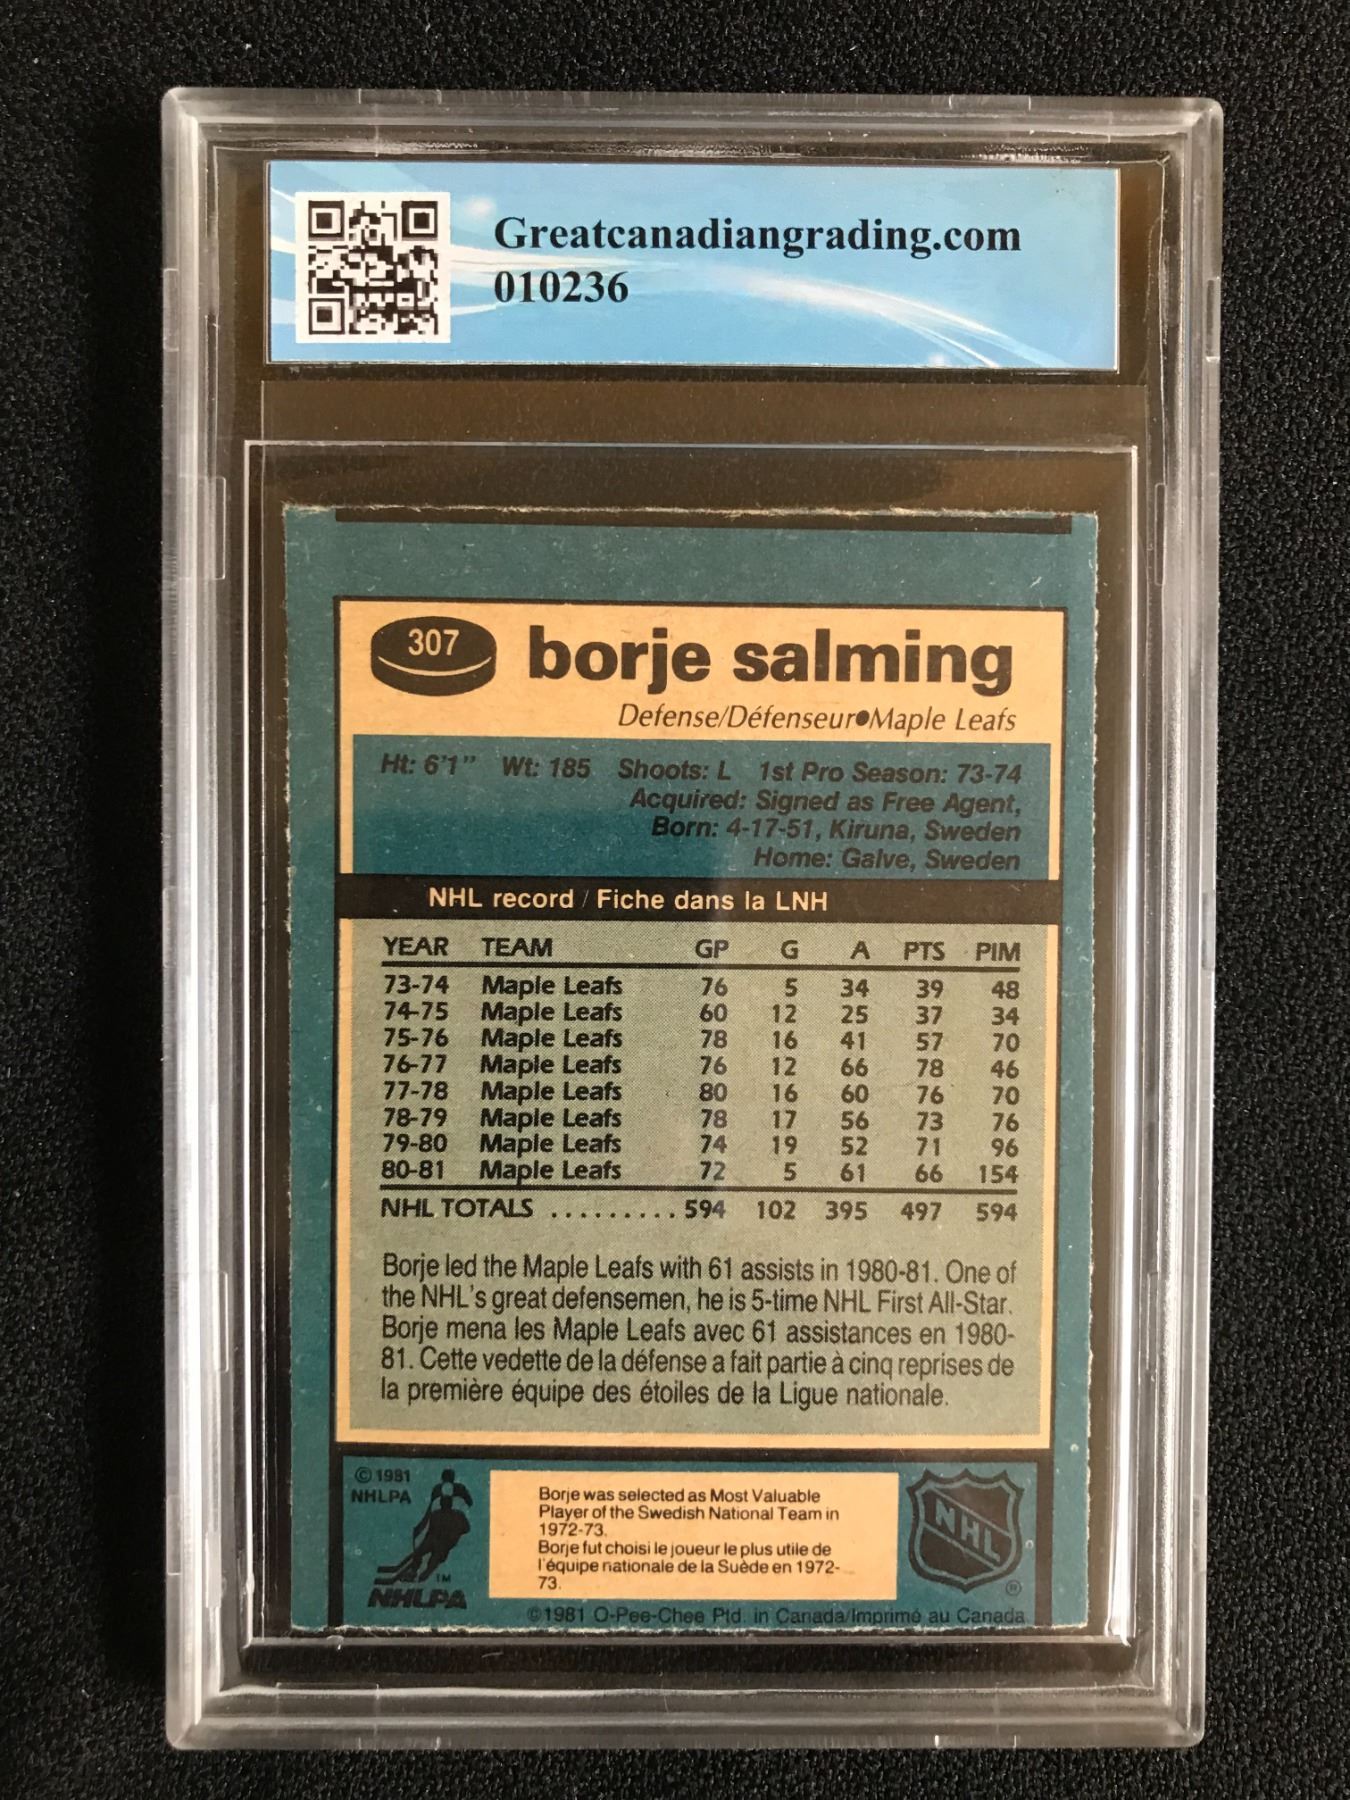 Greatcanadiangrading.com
010236
307 borje salming
Defense/Défenseur●Maple Leafs
Ht: 6'1" Wt: 185 Shoots: L 1st Pro Season: 73-74
Acquired: Signed as Free Agent,
Born: 4-17-51, Kiruna, Sweden
Home: Galve, Sweden
NHL record / Fiche dans la LNH
YEAR TEAM GP G A PTS PIM
73-74 Maple Leafs 76 5 34 39 48
74-75 Maple Leafs 60 12 25 37 34
75-76 Maple Leafs 78 16 41 57 70
76-77 Maple Leafs 76 12 66 78 46
77-78 Maple Leafs 80 16 60 76 70
78-79 Maple Leafs 78 17 56 73 76
79-80 Maple Leafs 74 19 52 71 96
80-81 Maple Leafs 72 5 61 66 154
NHL TOTALS ......... 594 102 395 497 594
Borje led the Maple Leafs with 61 assists in 1980-81. One of
the NHL's great defensemen, he is 5-time NHL First All-Star.
Borje mena les Maple Leafs avec 61 assistances en 1980-
81. Cette vedette de la défense a fait partie à cinq reprises de
la première équipe des étoiles de la Ligue nationale.
© 1981
NHLPA
TM
NHLPA
Borje was selected as Most Valuable
Player of the Swedish National Team in
1972-73.
Borje fut choisi le joueur le plus utile de
l'équipe nationale de la Suède en 1972-
73.
NHL
®
©1981 O-Pee-Chee Ptd. in Canada/Imprimé au Canada